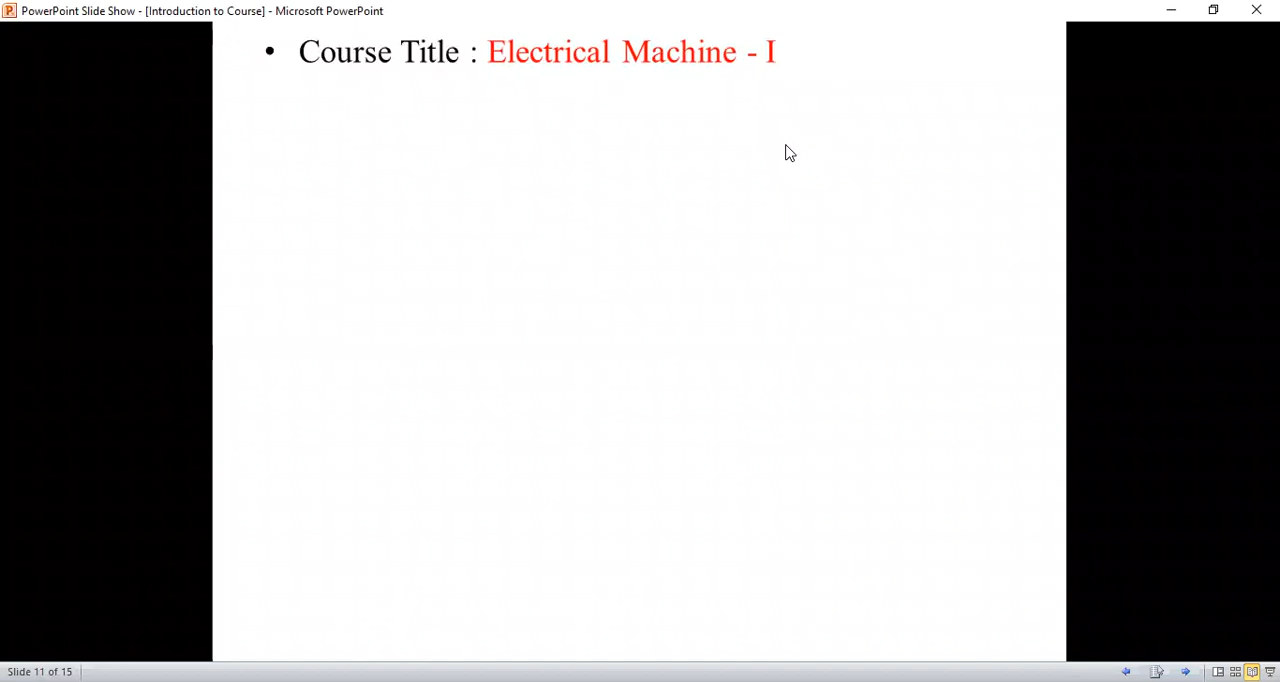 PowerPoint Slide Show - [Introduction to Course] - Microsoft PowerPoint
• Course Title : Electrical Machine - I
Slide 11 of 15